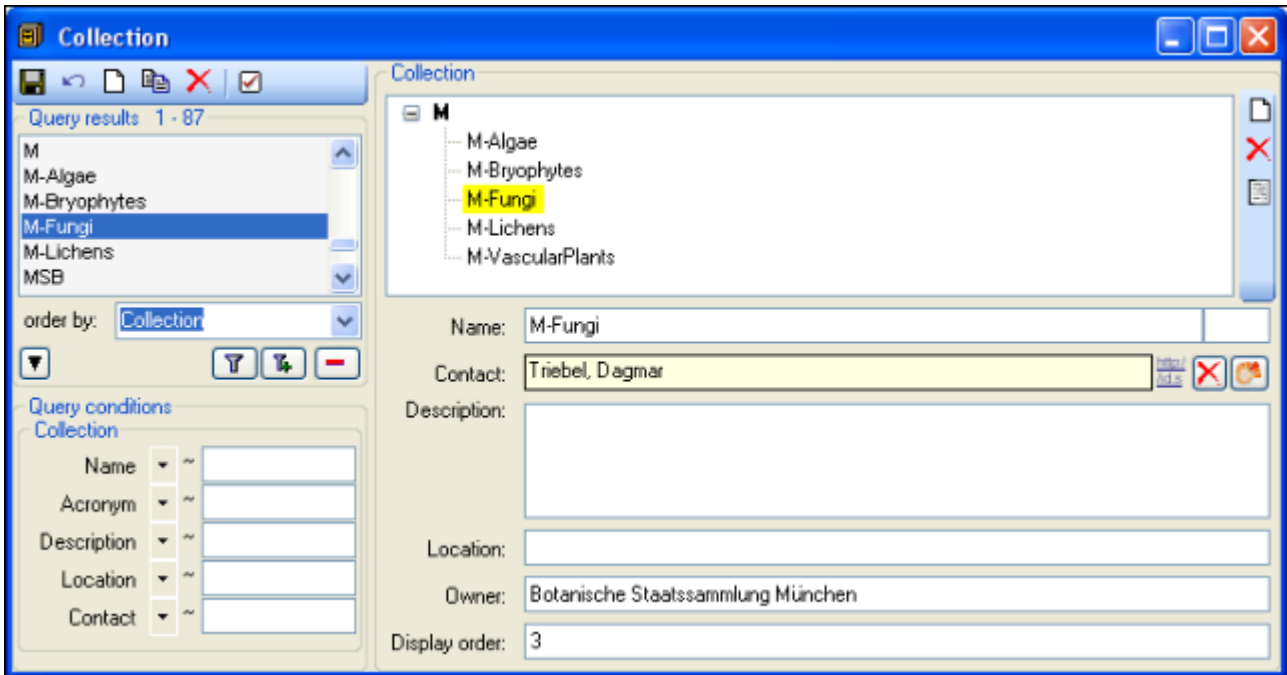 Collection
Query results 1 - 87
M
M-Algae
M-Bryophytes
M-Fungi
M-Lichens
MSB
order by: Collection
Query conditions
Collection
Name ~
Acronym ~
Description ~
Location ~
Contact ~
Collection
M
M-Algae
M-Bryophytes
M-Fungi
M-Lichens
M-VascularPlants
Name: M-Fungi
Contact: Triebel, Dagmar
Description:
Location:
Owner: Botanische Staatssammlung München
Display order: 3